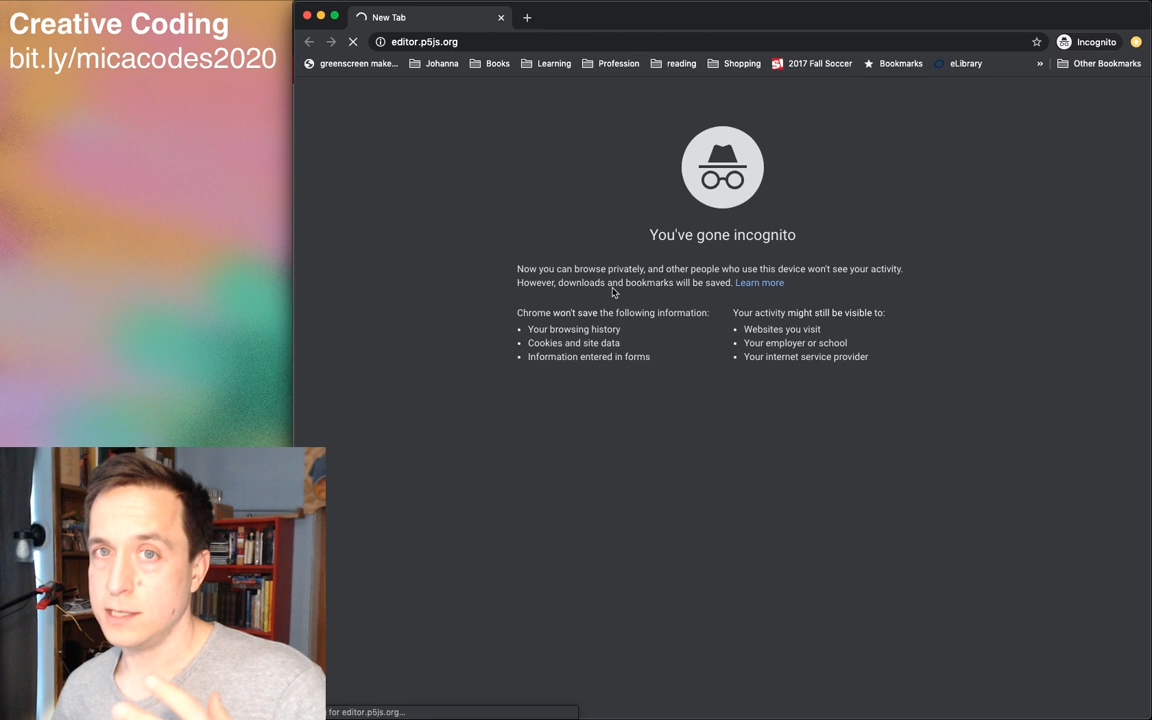 Creative Coding
bit.ly/micacodes2020
New Tab
editor.p5js.org
Incognito
greenscreen make...
Johanna
Books
Learning
Profession
reading
Shopping
2017 Fall Soccer
Bookmarks
eLibrary
»
Other Bookmarks
You've gone incognito
Now you can browse privately, and other people who use this device won't see your activity.
However, downloads and bookmarks will be saved. Learn more
Chrome won't save the following information:
• Your browsing history
• Cookies and site data
• Information entered in forms
Your activity might still be visible to:
• Websites you visit
• Your employer or school
• Your internet service provider
for editor.p5js.org...